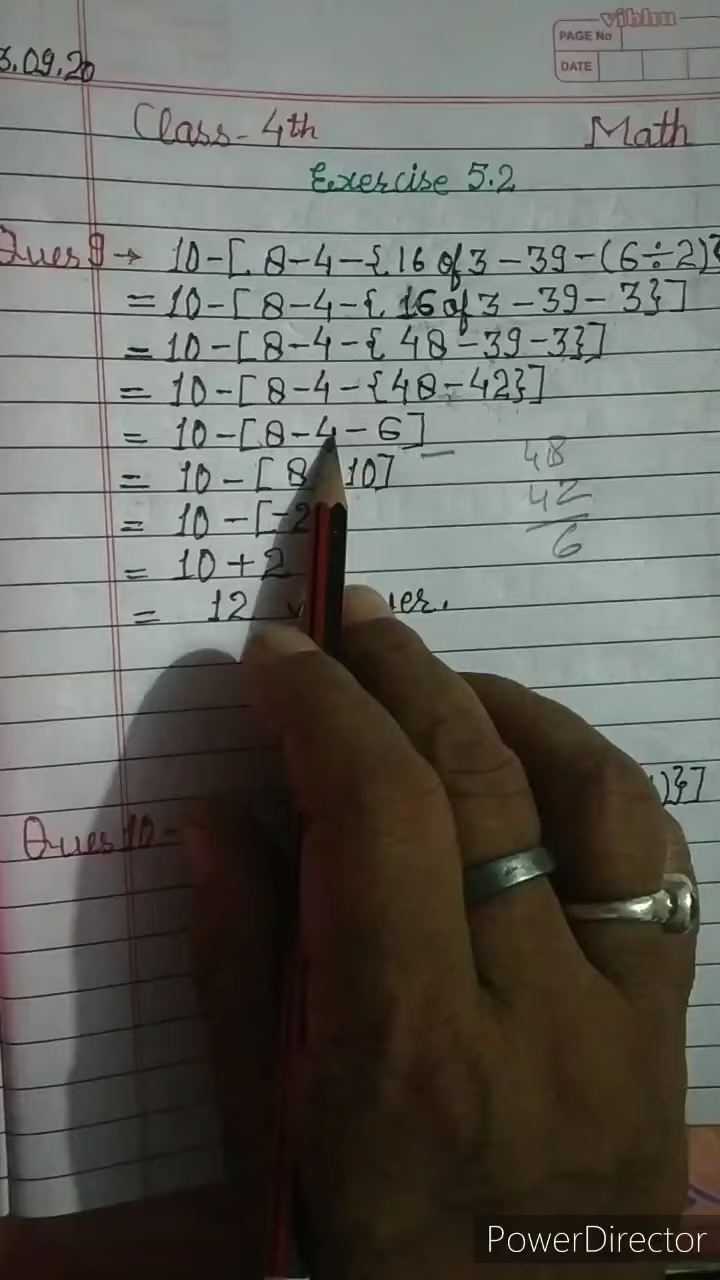 vibhu
PAGE No
DATE
3.09.20
Class-4th Math
Exercise 5.2
Ques 9→ 10-[8-4-{16 of 3-39-(6÷2)}
=10-[8-4-{16 of 3-39-3}]
=10-[8-4-{48-39-3}]
= 10-[8-4-{48-42}]
= 10-[8-4-6]
= 10-[8 10]
= 10-[-2
= 10+2
= 12 wer.
48
42
6
)}]
Ques 10-
PowerDirector